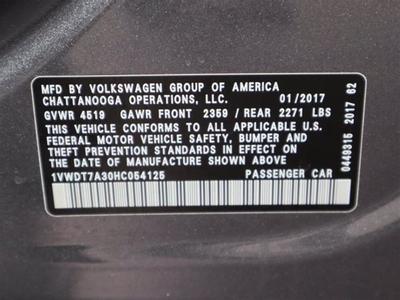 MFD BY VOLKSWAGEN GROUP OF AMERICA
CHATTANOOGA OPERATIONS, LLC. 01/2017
GVWR 4519 GAWR FRONT 2359 / REAR 2271 LBS
THIS VEHICLE CONFORMS TO ALL APPLICABLE U.S.
FEDERAL MOTOR VEHICLE SAFETY, BUMPER AND
THEFT PREVENTION STANDARDS IN EFFECT ON THE
DATE OF MANUFACTURE SHOWN ABOVE.
1VWDT7A30HC054125 PASSENGER CAR
0449315 2017 62